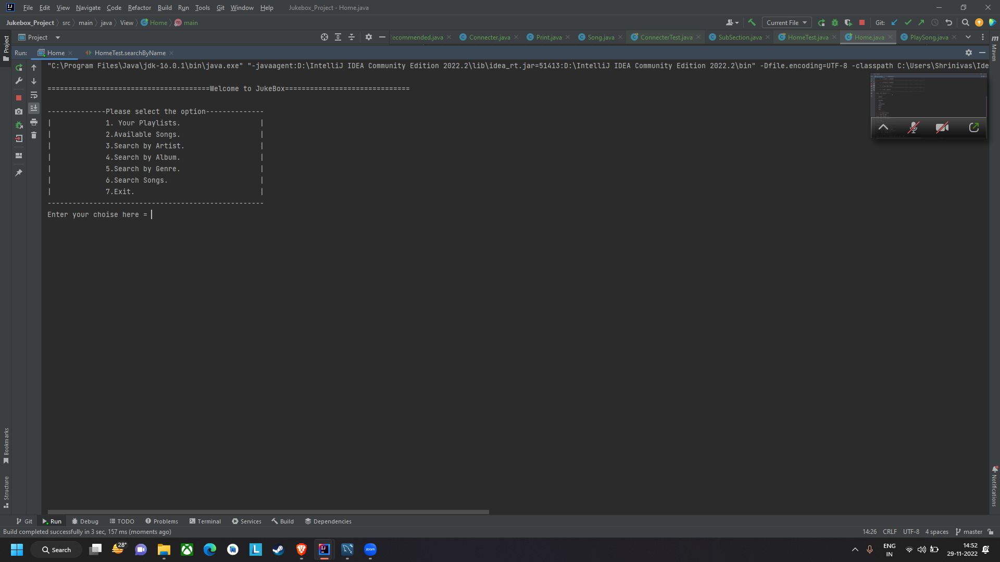 File Edit View Navigate Code Refactor Build Run Tools Git Window Help Jukebox_Project - Home.java
Jukebox_Project src main java View Home main Current File Git:
Project ecommended.java Connecter.java Print.java Song.java ConnecterTest.java SubSection.java HomeTest.java Home.java PlaySong.java
Run: Home HomeTest.searchByName
"C:\Program Files\Java\jdk-16.0.1\bin\java.exe" "-javaagent:D:\IntelliJ IDEA Community Edition 2022.2\lib\idea_rt.jar=51413:D:\IntelliJ IDEA Community Edition 2022.2\bin" -Dfile.encoding=UTF-8 -classpath C:\Users\Shrinivas\Ide
=======================================Welcome to JukeBox==============================
--------------Please select the option--------------
| 1. Your Playlists. |
| 2.Available Songs. |
| 3.Search by Artist. |
| 4.Search by Album. |
| 5.Search by Genre. |
| 6.Search Songs. |
| 7.Exit. |
----------------------------------------------------
Enter your choise here =
Project
Bookmarks
Structure
Maven
Notifications
Git Run Debug TODO Problems Terminal Services Build Dependencies
Build completed successfully in 3 sec, 157 ms (moments ago) 14:26 CRLF UTF-8 4 spaces master
Search 28° zoom ENG 14:52
IN 29-11-2022